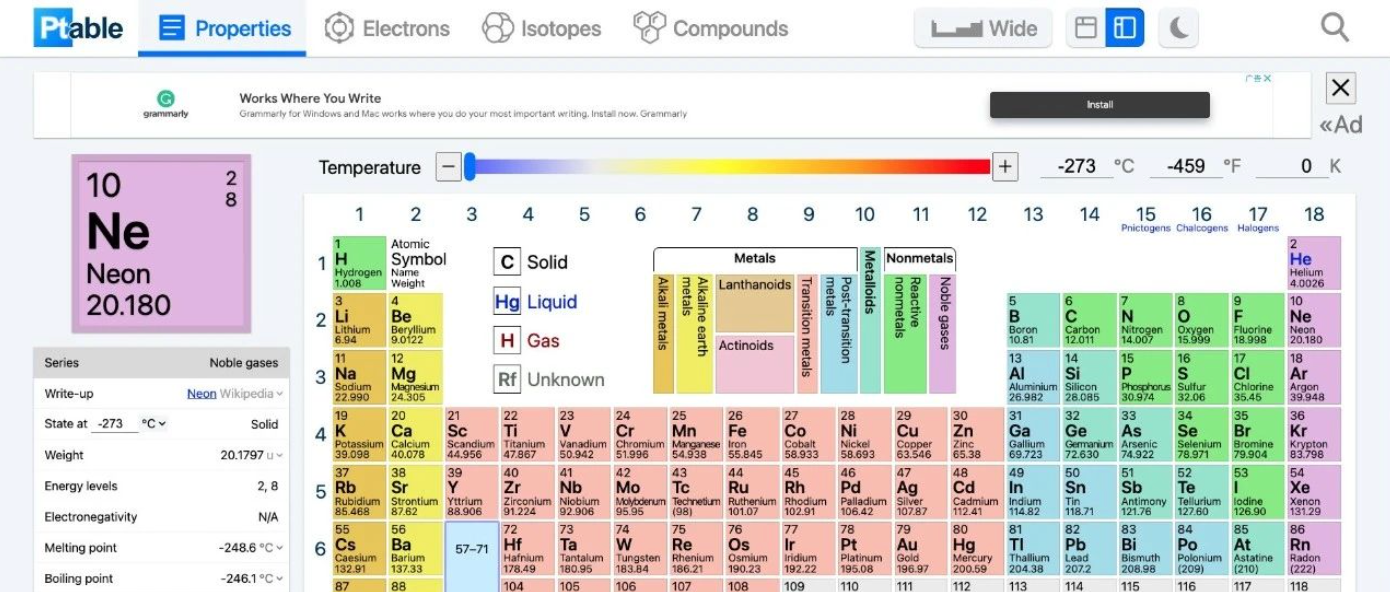 Ptable
Properties
Electrons
Isotopes
Compounds
Wide
广告 X
grammarly
Works Where You Write
Grammarly for Windows and Mac works where you do your most important writing. Install now. Grammarly
Install
«Ad
10 2
8
Ne
Neon
20.180
Temperature − + -273 °C -459 °F 0 K
Series Noble gases
Write-up Neon Wikipedia
State at -273 °C Solid
Weight 20.1797 u
Energy levels 2, 8
Electronegativity N/A
Melting point -248.6 °C
Boiling point -246.1 °C
1 2 3 4 5 6 7 8 9 10 11 12 13 14 15 16 17 18
Pnictogens Chalcogens Halogens
Atomic
Symbol
Name
Weight
C Solid
Hg Liquid
H Gas
Rf Unknown
Metals
Metalloids
Nonmetals
Alkali metals
Alkaline earth metals
Lanthanoids
Actinoids
Transition metals
Post-transition metals
Reactive nonmetals
Noble gases
1
1 2
H He
Hydrogen Helium
1.008 4.0026
2
3 4 5 6 7 8 9 10
Li Be B C N O F Ne
Lithium Beryllium Boron Carbon Nitrogen Oxygen Fluorine Neon
6.94 9.0122 10.81 12.011 14.007 15.999 18.998 20.180
3
11 12 13 14 15 16 17 18
Na Mg Al Si P S Cl Ar
Sodium Magnesium Aluminium Silicon Phosphorus Sulfur Chlorine Argon
22.990 24.305 26.982 28.085 30.974 32.06 35.45 39.948
4
19 20 21 22 23 24 25 26 27 28 29 30 31 32 33 34 35 36
K Ca Sc Ti V Cr Mn Fe Co Ni Cu Zn Ga Ge As Se Br Kr
Potassium Calcium Scandium Titanium Vanadium Chromium Manganese Iron Cobalt Nickel Copper Zinc Gallium Germanium Arsenic Selenium Bromine Krypton
39.098 40.078 44.956 47.867 50.942 51.996 54.938 55.845 58.933 58.693 63.546 65.38 69.723 72.630 74.922 78.971 79.904 83.798
5
37 38 39 40 41 42 43 44 45 46 47 48 49 50 51 52 53 54
Rb Sr Y Zr Nb Mo Tc Ru Rh Pd Ag Cd In Sn Sb Te I Xe
Rubidium Strontium Yttrium Zirconium Niobium Molybdenum Technetium Ruthenium Rhodium Palladium Silver Cadmium Indium Tin Antimony Tellurium Iodine Xenon
85.468 87.62 88.906 91.224 92.906 95.95 (98) 101.07 102.91 106.42 107.87 112.41 114.82 118.71 121.76 127.60 126.90 131.29
6
55 56 57–71 72 73 74 75 76 77 78 79 80 81 82 83 84 85 86
Cs Ba Hf Ta W Re Os Ir Pt Au Hg Tl Pb Bi Po At Rn
Caesium Barium Hafnium Tantalum Tungsten Rhenium Osmium Iridium Platinum Gold Mercury Thallium Lead Bismuth Polonium Astatine Radon
132.91 137.33 178.49 180.95 183.84 186.21 190.23 192.22 195.08 196.97 200.59 204.38 207.2 208.98 (209) (210) (222)
87 88 104 105 106 107 108 109 110 111 112 113 114 115 116 117 118